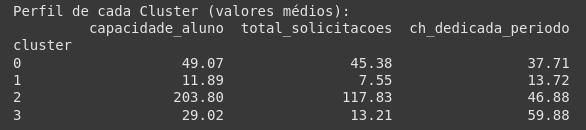 Perfil de cada Cluster (valores médios):
capacidade_aluno total_solicitacoes ch_dedicada_periodo
cluster
0 49.07 45.38 37.71
1 11.89 7.55 13.72
2 203.80 117.83 46.88
3 29.02 13.21 59.88